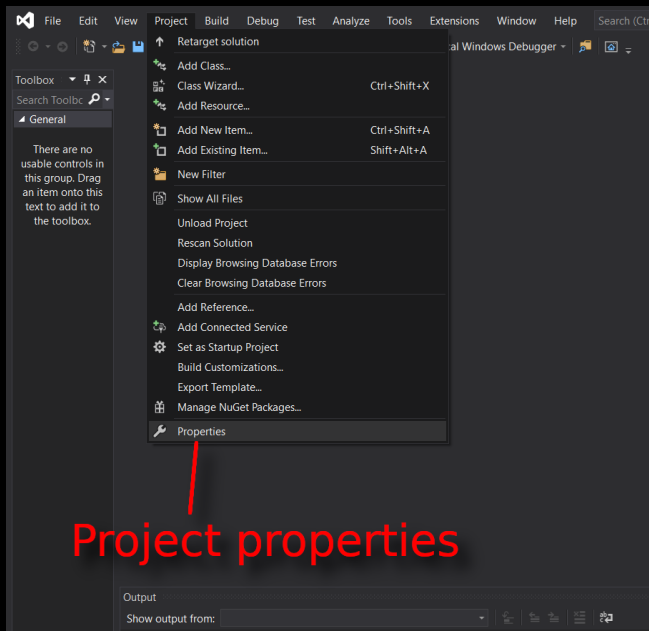 File Edit View Project Build Debug Test Analyze Tools Extensions Window Help Search (Ctr
Retarget solution
al Windows Debugger
Toolbox
Search Toolbc
General
There are no
usable controls in
this group. Drag
an item onto this
text to add it to
the toolbox.
Add Class...
Class Wizard... Ctrl+Shift+X
Add Resource...
Add New Item... Ctrl+Shift+A
Add Existing Item... Shift+Alt+A
New Filter
Show All Files
Unload Project
Rescan Solution
Display Browsing Database Errors
Clear Browsing Database Errors
Add Reference...
Add Connected Service
Set as Startup Project
Build Customizations...
Export Template...
Manage NuGet Packages...
Properties
Project properties
Output
Show output from: